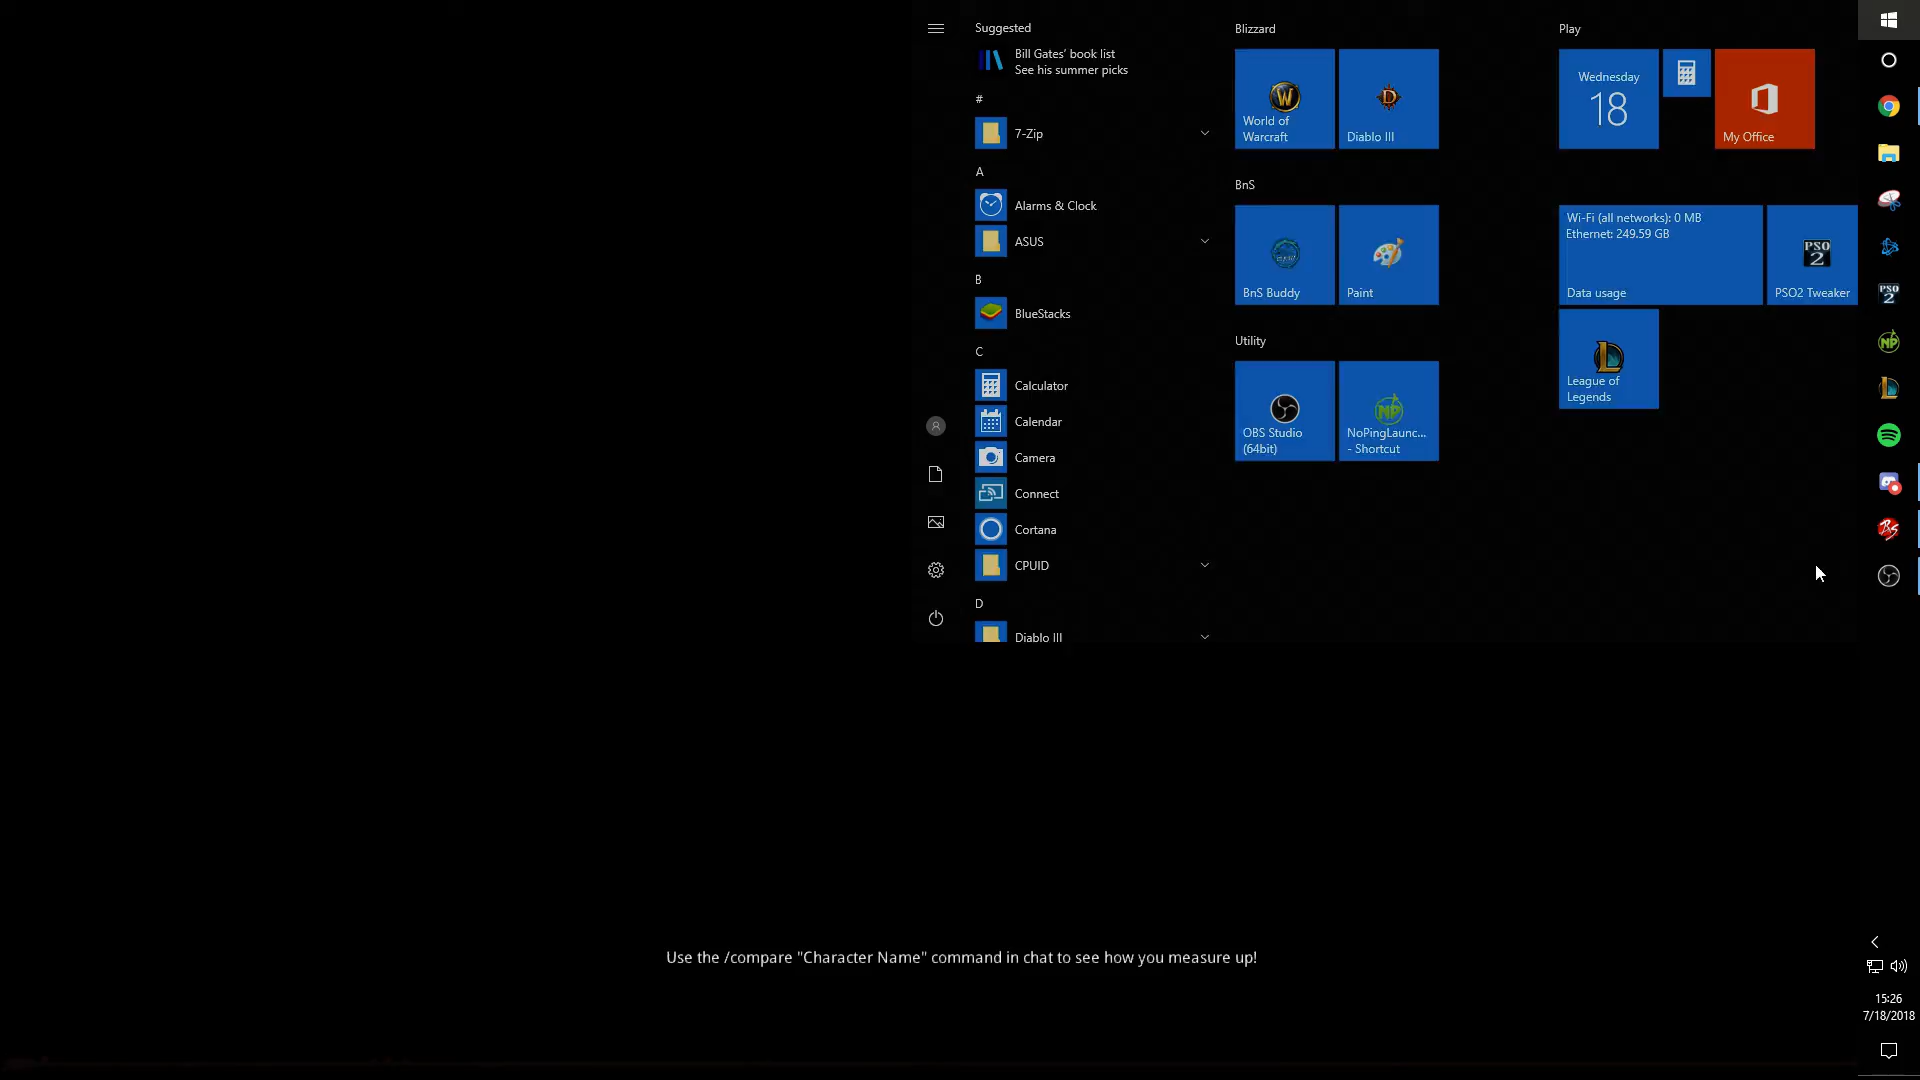 Suggested
Bill Gates' book list
See his summer picks
#
7-Zip
A
Alarms & Clock
ASUS
B
BlueStacks
C
Calculator
Calendar
Camera
Connect
Cortana
CPUID
D
Diablo III
Blizzard
World of
Warcraft
Diablo III
BnS
BnS Buddy
Paint
Utility
OBS Studio
(64bit)
NoPingLaunc...
- Shortcut
Play
Wednesday
18
My Office
Wi-Fi (all networks): 0 MB
Ethernet: 249.59 GB
Data usage
PSO
2
PSO2 Tweaker
League of
Legends
PSO
2
NP
15:26
7/18/2018
Use the /compare "Character Name" command in chat to see how you measure up!